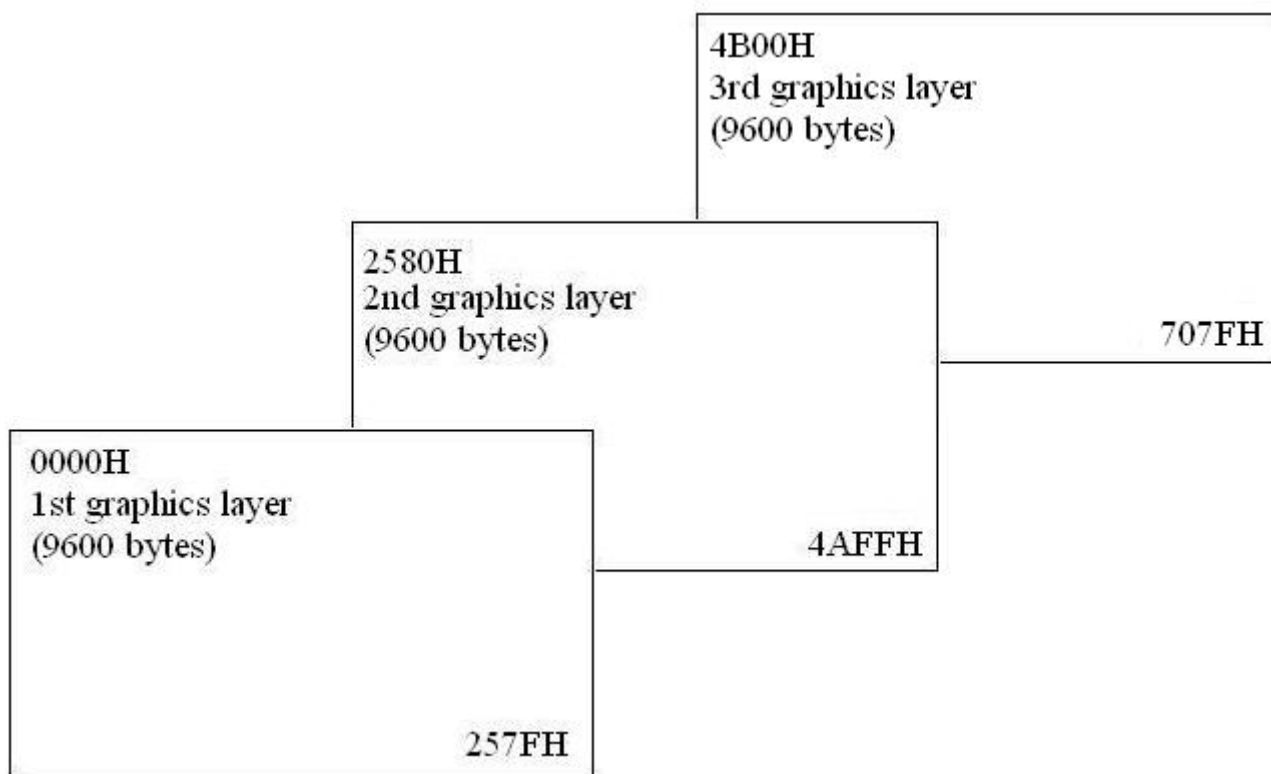 4B00H
3rd graphics layer
(9600 bytes)
707FH
2580H
2nd graphics layer
(9600 bytes)
4AFFH
0000H
1st graphics layer
(9600 bytes)
257FH